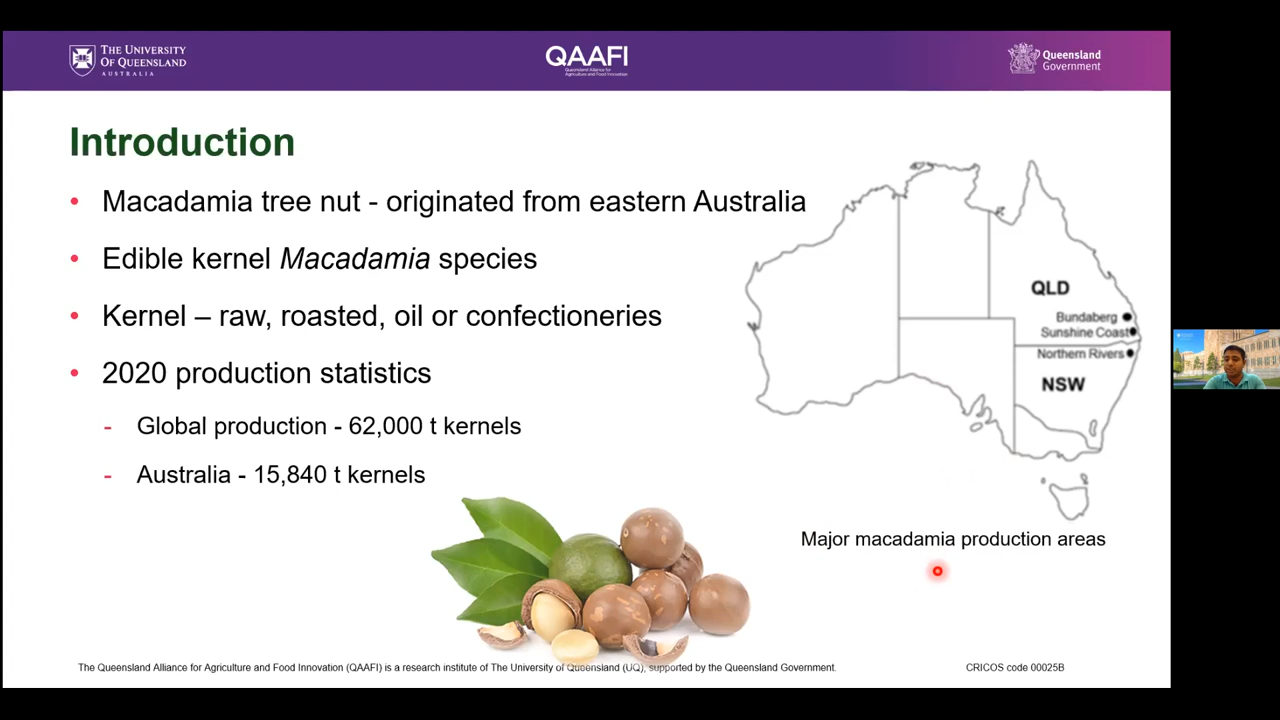 THE UNIVERSITY
OF QUEENSLAND
AUSTRALIA
QAAFI
Queensland Alliance for
Agriculture and Food Innovation
Queensland
Government
Introduction
• Macadamia tree nut - originated from eastern Australia
• Edible kernel Macadamia species
• Kernel – raw, roasted, oil or confectioneries
• 2020 production statistics
- Global production - 62,000 t kernels
- Australia - 15,840 t kernels
QLD
Bundaberg
Sunshine Coast
Northern Rivers
NSW
Major macadamia production areas
The Queensland Alliance for Agriculture and Food Innovation (QAAFI) is a research institute of The University of Queensland (UQ), supported by the Queensland Government.
CRICOS code 00025B